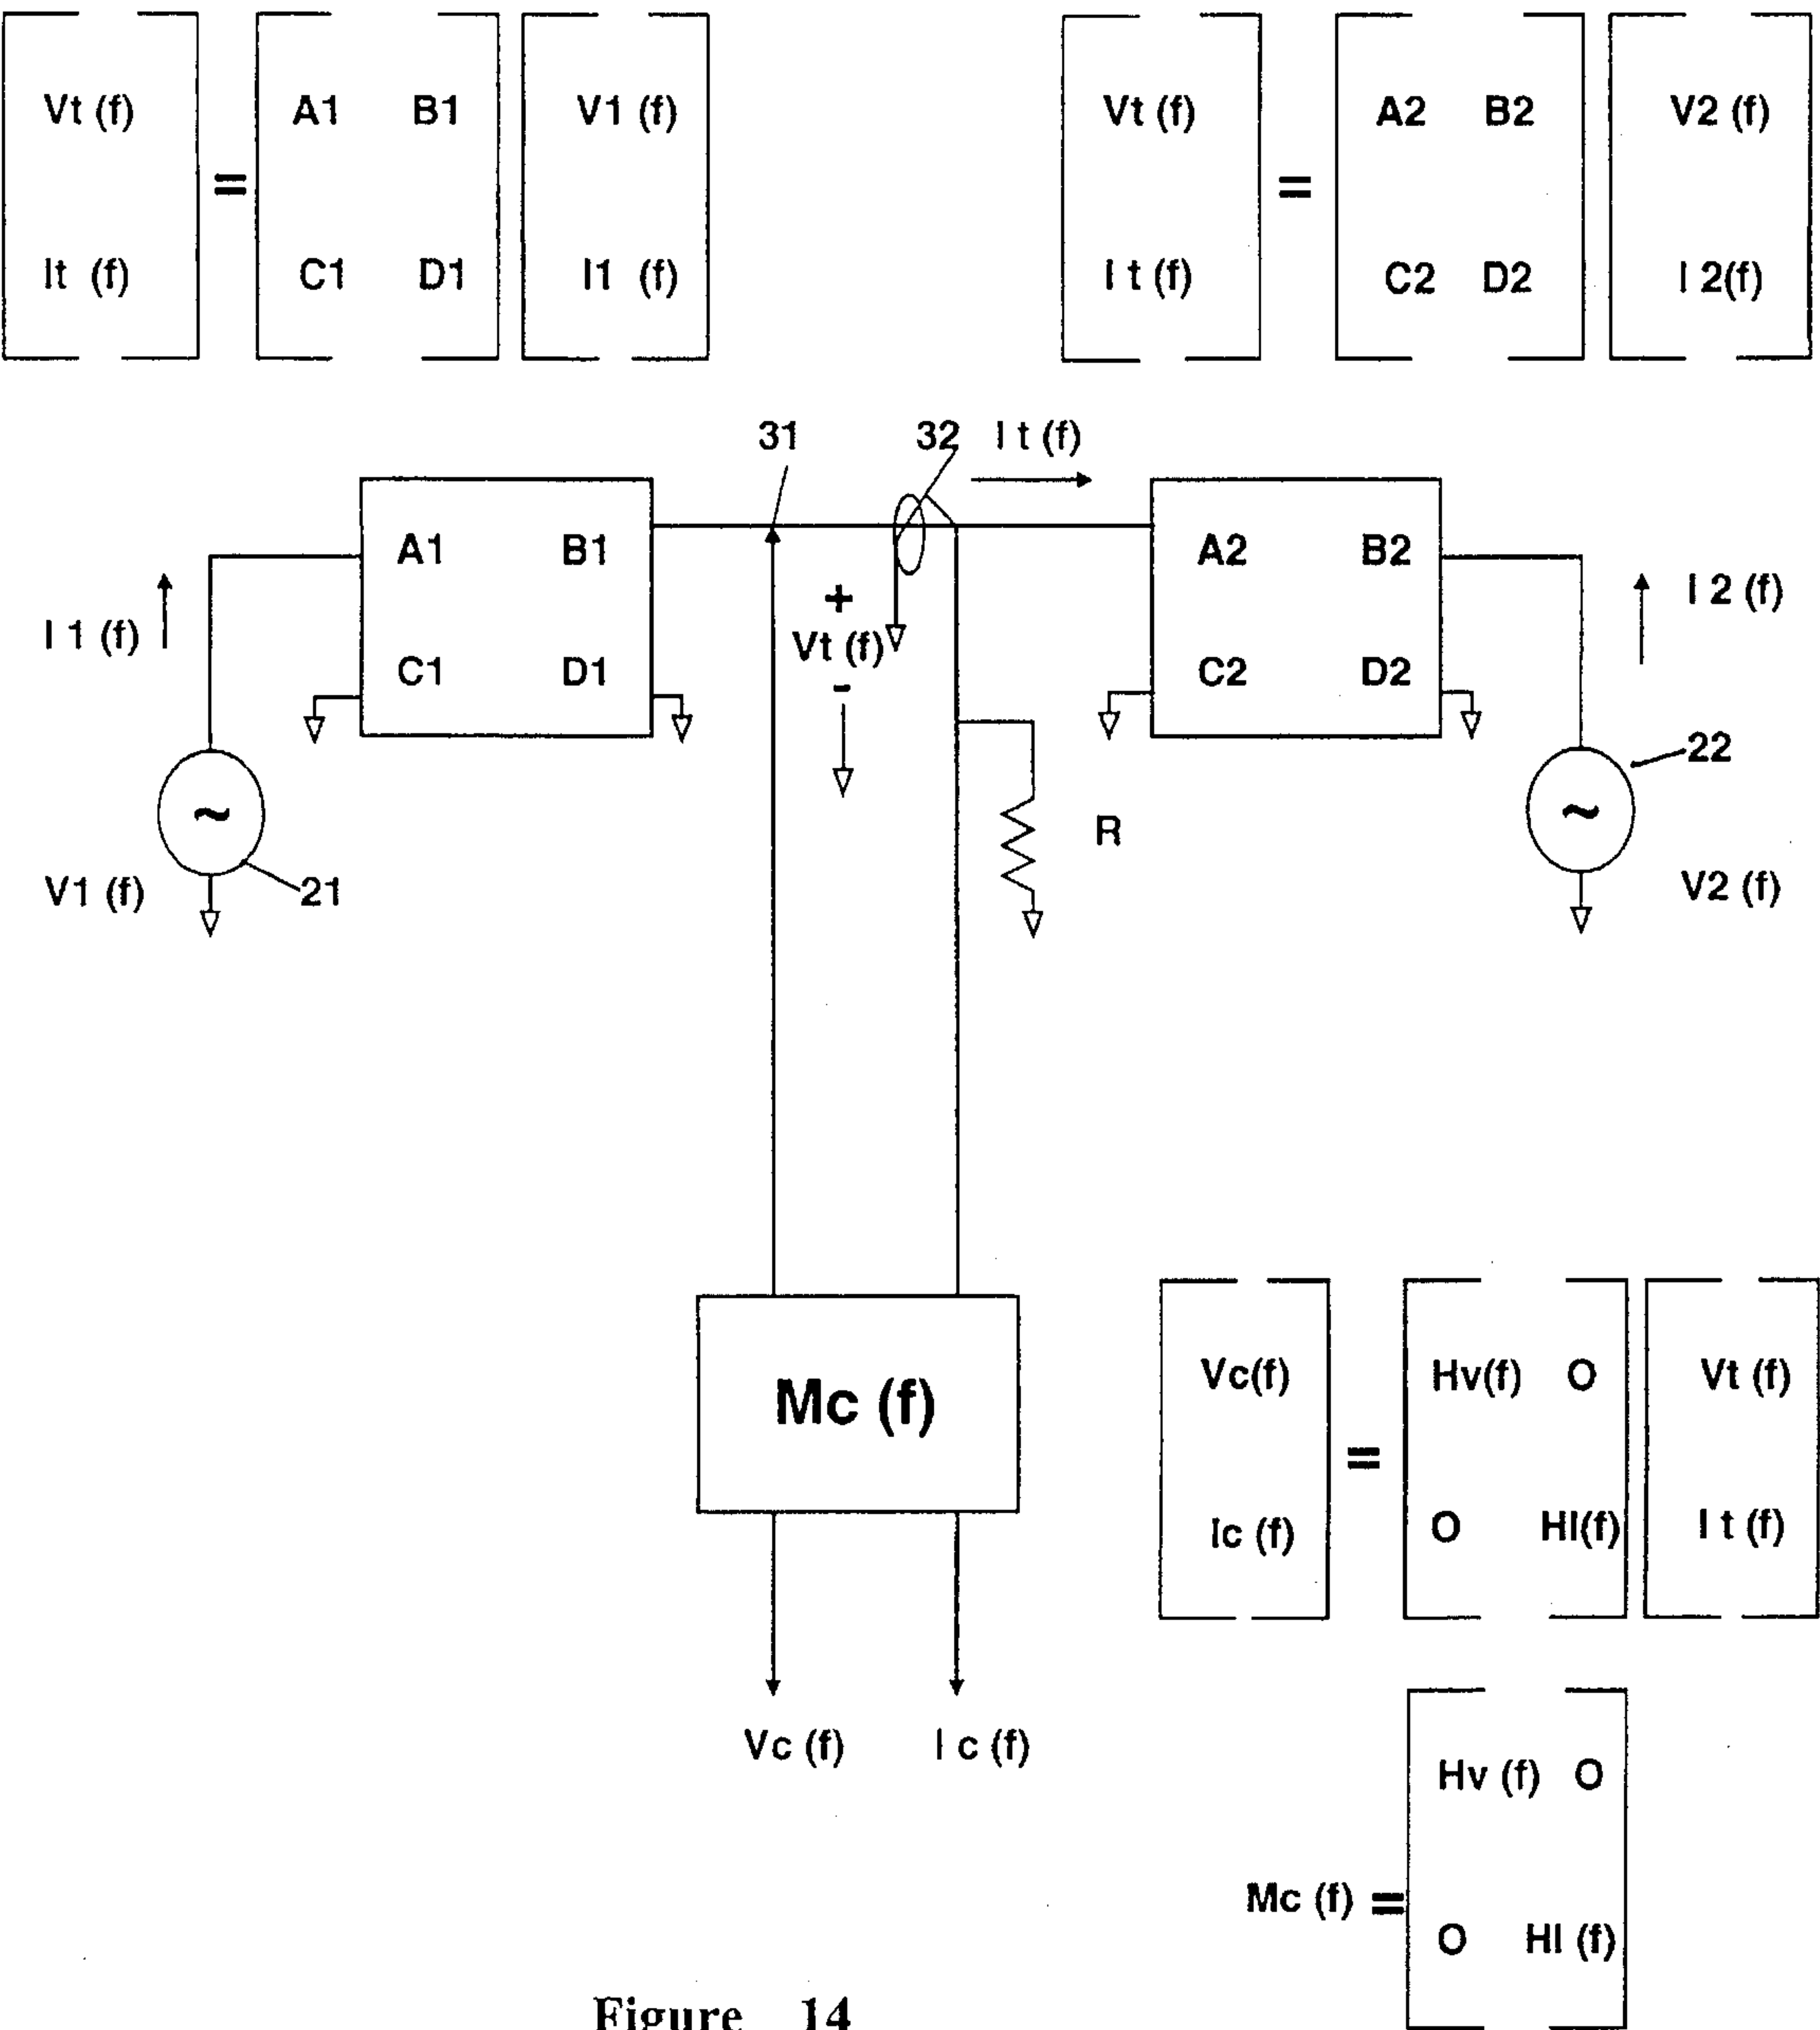 Vt (f) A1 B1 V1 (f) Vt (f) A2 B2 V2 (f)
= =
It (f) C1 D1 I1 (f) I t (f) C2 D2 I 2(f)
31 32 I t (f)
A1 B1 A2 B2
I 1 (f) + I 2 (f)
Vt (f)
C1 D1 - C2 D2
22
~ R ~
V1 (f) 21 V2 (f)
Vc(f) Hv(f) O Vt (f)
Mc (f)
=
Ic (f) O HI(f) I t (f)
Vc (f) I c (f)
Hv (f) O
Mc (f) =
O HI (f)
Figure 14